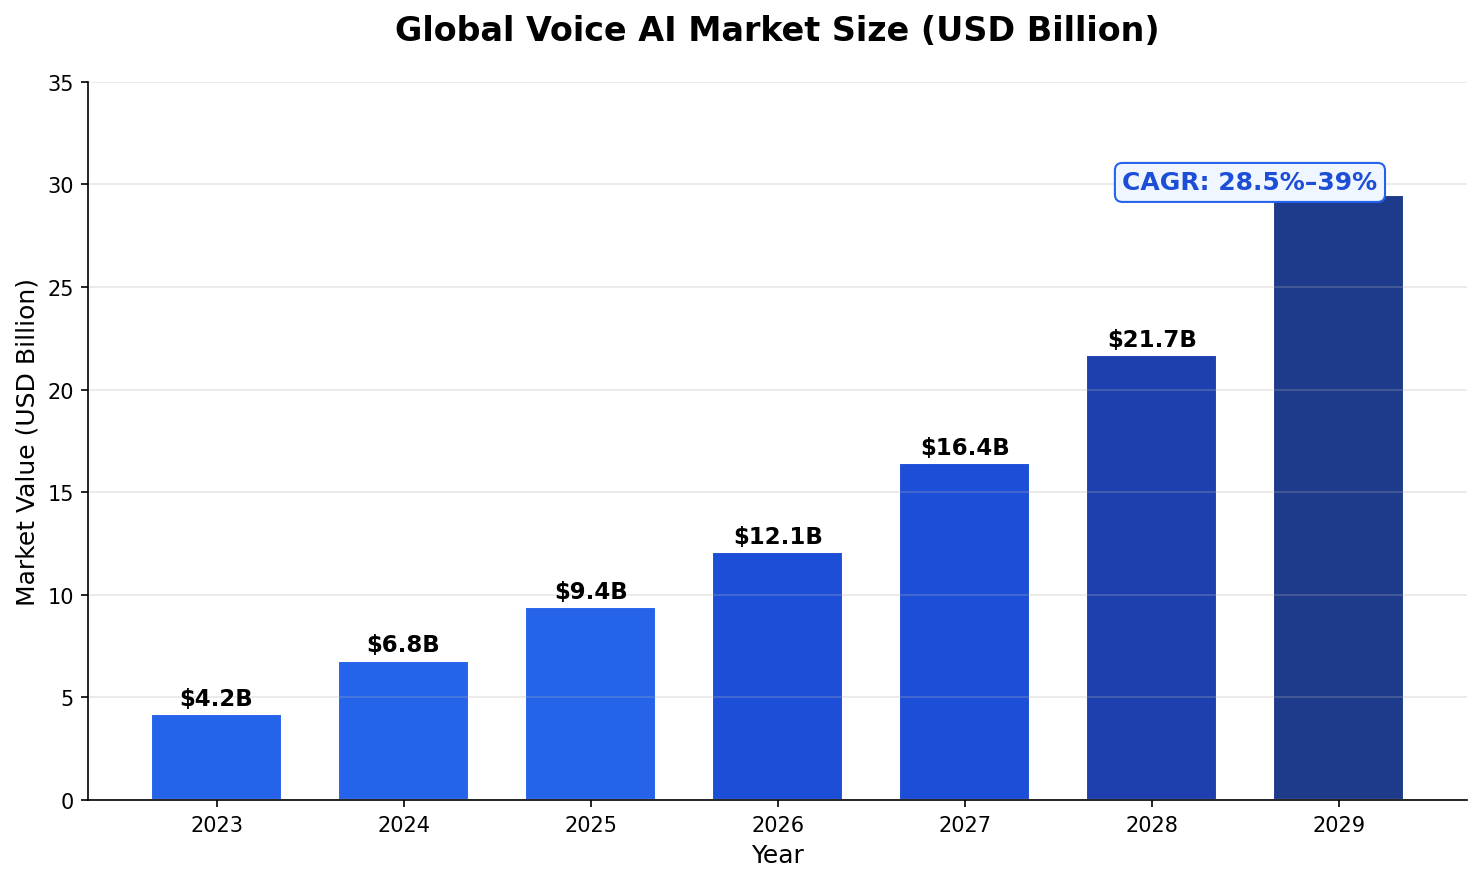 Global Voice AI Market Size (USD Billion)
Market Value (USD Billion)
35
30
25
20
15
10
5
0
CAGR: 28.5%–39%
$4.2B
$6.8B
$9.4B
$12.1B
$16.4B
$21.7B
2023
2024
2025
2026
2027
2028
2029
Year